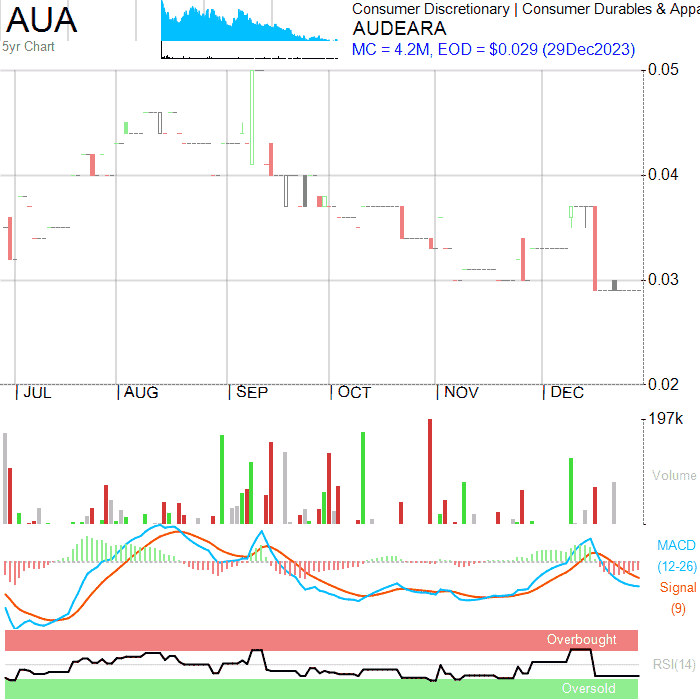 AUA
5yr Chart
Consumer Discretionary | Consumer Durables & Appa
AUDEARA
MC = 4.2M, EOD = $0.029 (29Dec2023)
0.05
0.04
0.03
0.02
| JUL | AUG | SEP | OCT | NOV | DEC
197k
Volume
MACD
(12-26)
Signal
(9)
Overbought
RSI(14)
Oversold